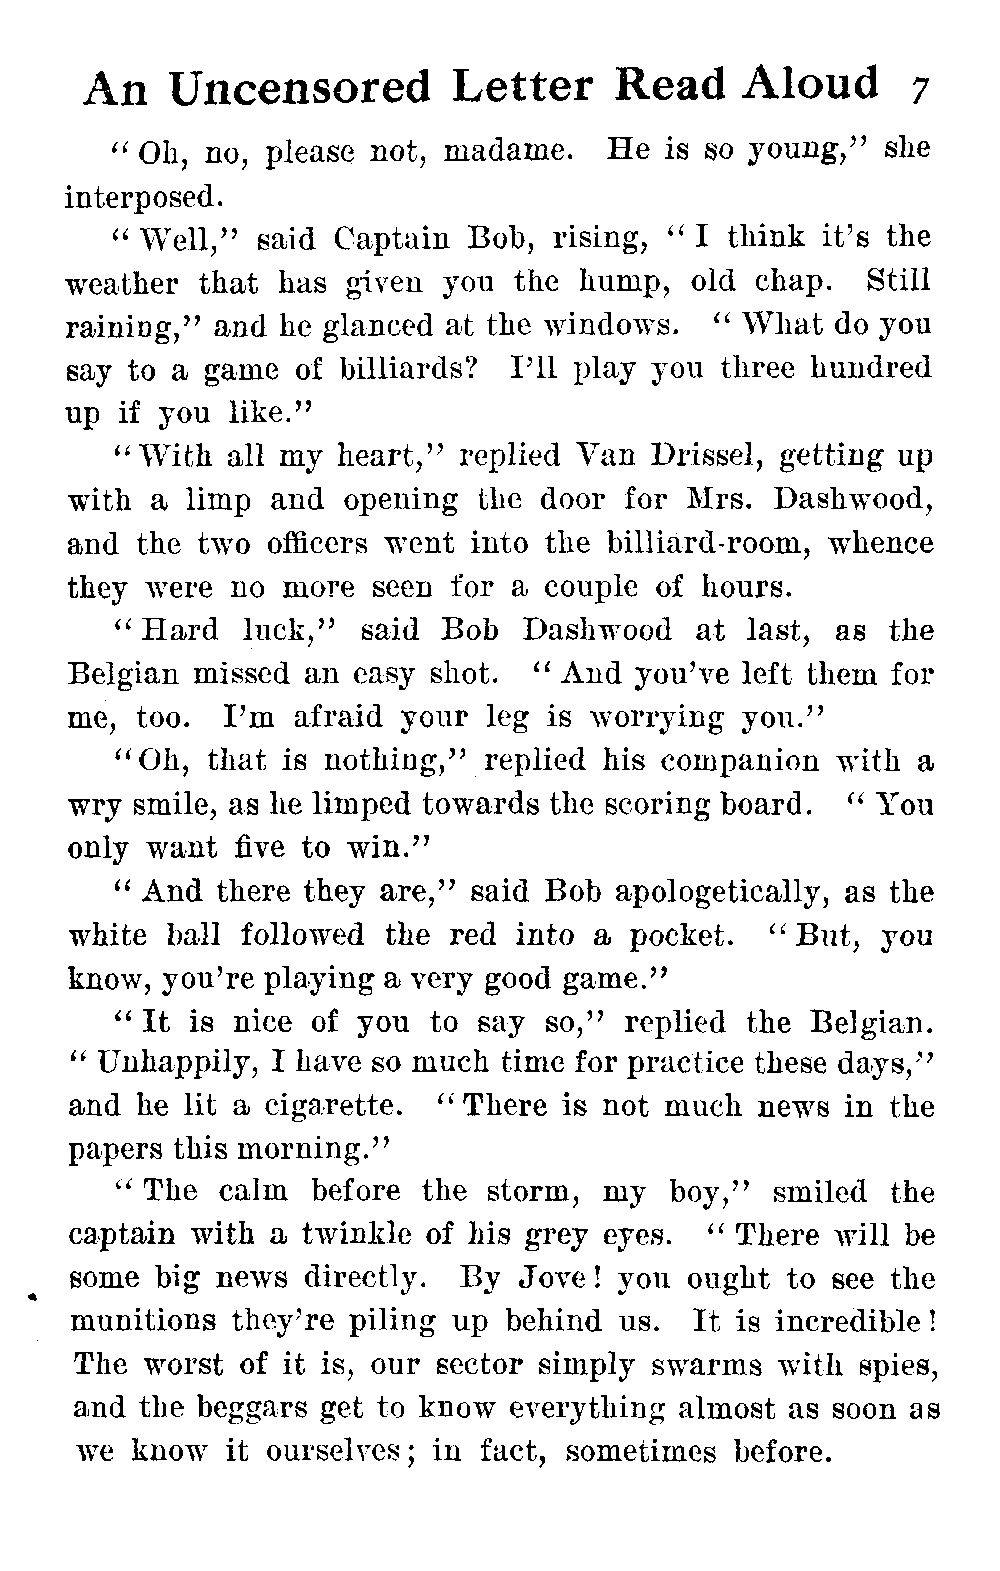 An Uncensored Letter Read Aloud 7
"Oh, no, please not, madame. He is so young," she
interposed.
"Well," said Captain Bob, rising, "I think it's the
weather that has given you the hump, old chap. Still
raining," and he glanced at the windows. "What do you
say to a game of billiards? I'll play you three hundred
up if you like."
"With all my heart," replied Van Drissel, getting up
with a limp and opening the door for Mrs. Dashwood,
and the two officers went into the billiard-room, whence
they were no more seen for a couple of hours.
"Hard luck," said Bob Dashwood at last, as the
Belgian missed an easy shot. "And you've left them for
me, too. I'm afraid your leg is worrying you."
"Oh, that is nothing," replied his companion with a
wry smile, as he limped towards the scoring board. "You
only want five to win."
"And there they are," said Bob apologetically, as the
white ball followed the red into a pocket. "But, you
know, you're playing a very good game."
"It is nice of you to say so," replied the Belgian.
"Unhappily, I have so much time for practice these days,"
and he lit a cigarette. "There is not much news in the
papers this morning."
"The calm before the storm, my boy," smiled the
captain with a twinkle of his grey eyes. "There will be
some big news directly. By Jove! you ought to see the
munitions they're piling up behind us. It is incredible!
The worst of it is, our sector simply swarms with spies,
and the beggars get to know everything almost as soon as
we know it ourselves; in fact, sometimes before.